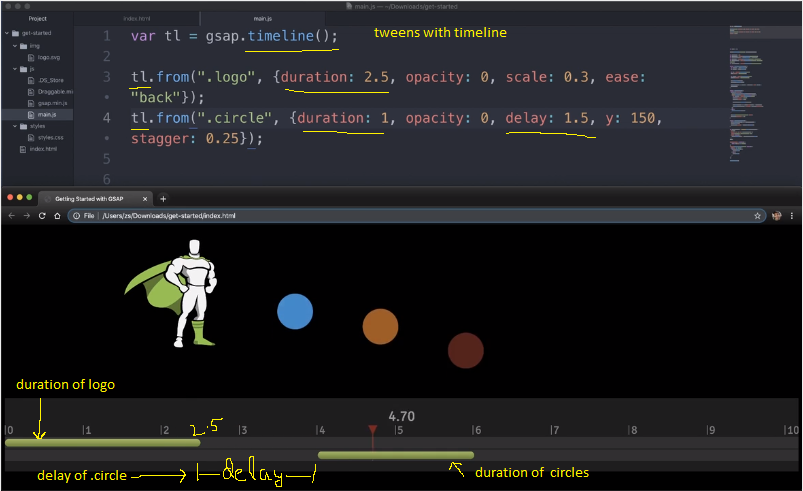 main.js — ~/Downloads/get-started
Project
index.html
main.js
get-started
img
logo.svg
js
.DS_Store
Draggable.mi
gsap.min.js
main.js
styles
styles.css
index.html
1 var tl = gsap.timeline();
tweens with timeline
2
3 tl.from(".logo", {duration: 2.5, opacity: 0, scale: 0.3, ease:
"back"});
4 tl.from(".circle", {duration: 1, opacity: 0, delay: 1.5, y: 150,
stagger: 0.25});
5
6
Getting Started with GSAP
File | /Users/zs/Downloads/get-started/index.html
duration of logo
4.70
0 1 2 3 4 5 6 7 8 9 10
2.5
delay of .circle
delay
duration of circles